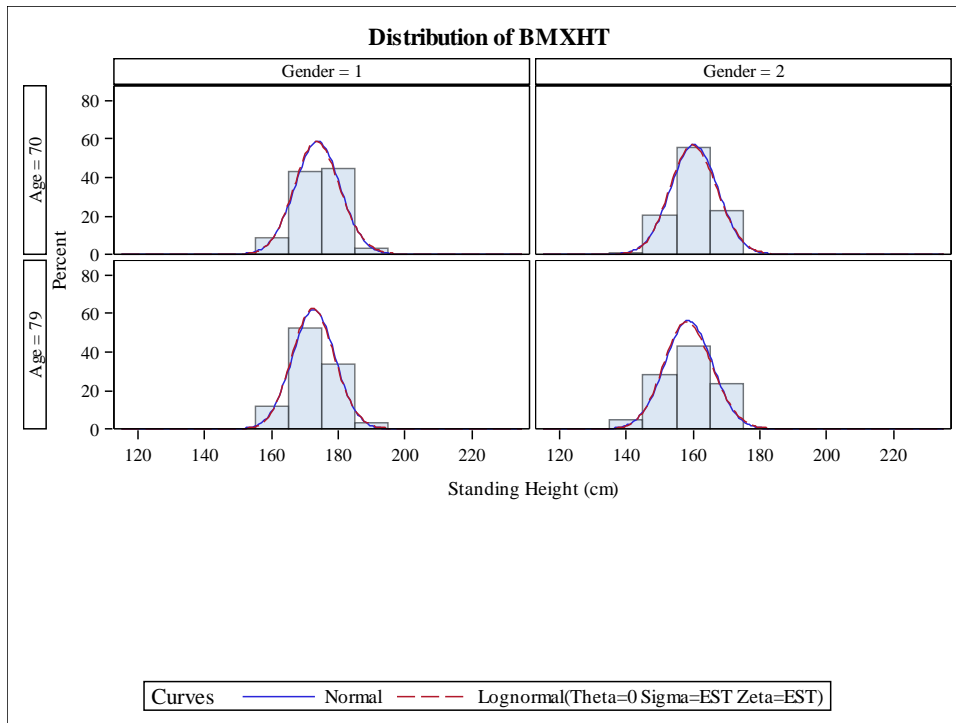 Distribution of BMXHT
Gender = 1 Gender = 2
Age = 70
Age = 79
Percent
80
60
40
20
0
80
60
40
20
0
120 140 160 180 200 220 120 140 160 180 200 220
Standing Height (cm)
Curves Normal Lognormal(Theta=0 Sigma=EST Zeta=EST)